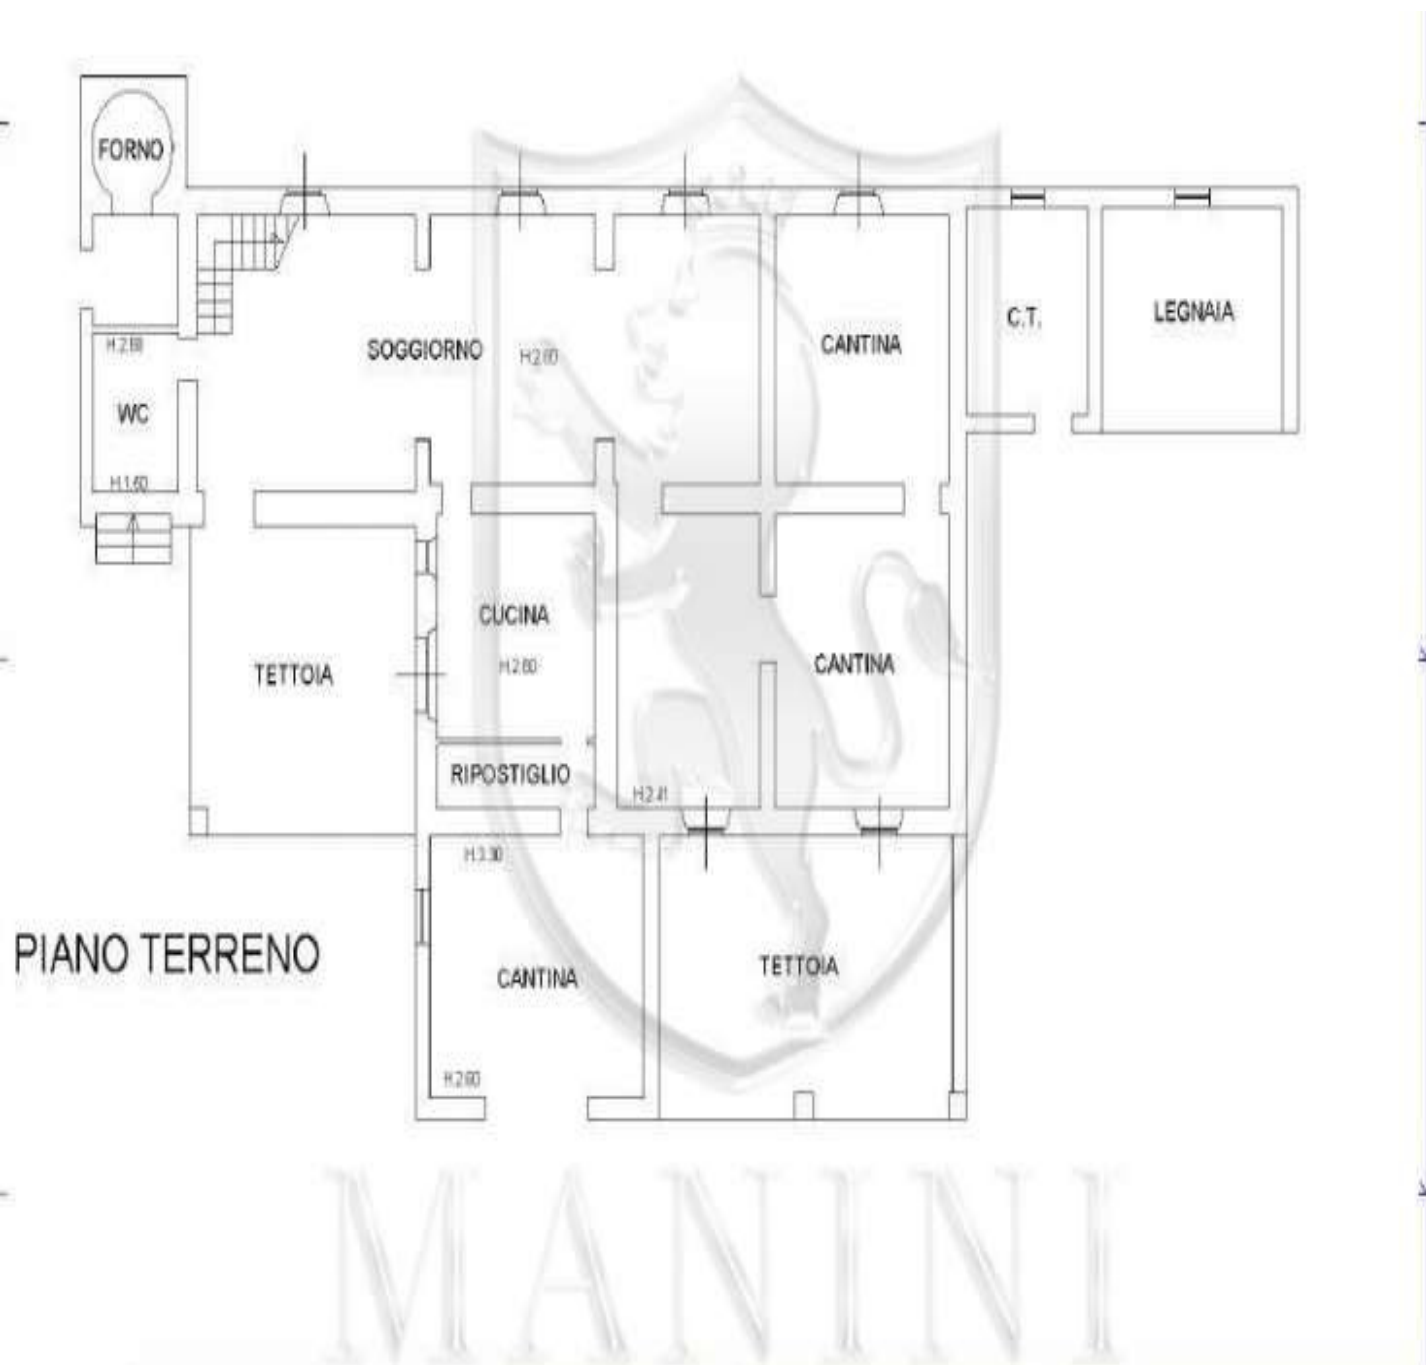 FORNO
H.2.60
WC
H.1.60
SOGGIORNO
H.2.60
CANTINA
C.T.
LEGNAIA
TETTOIA
CUCINA
H.2.60
RIPOSTIGLIO
H.2.41
CANTINA
H.3.30
CANTINA
H.2.60
TETTOIA
PIANO TERRENO
MANINI